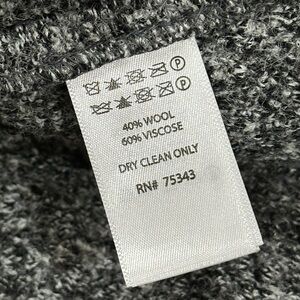 40% WOOL
60% VISCOSE
DRY CLEAN ONLY
RN# 75343